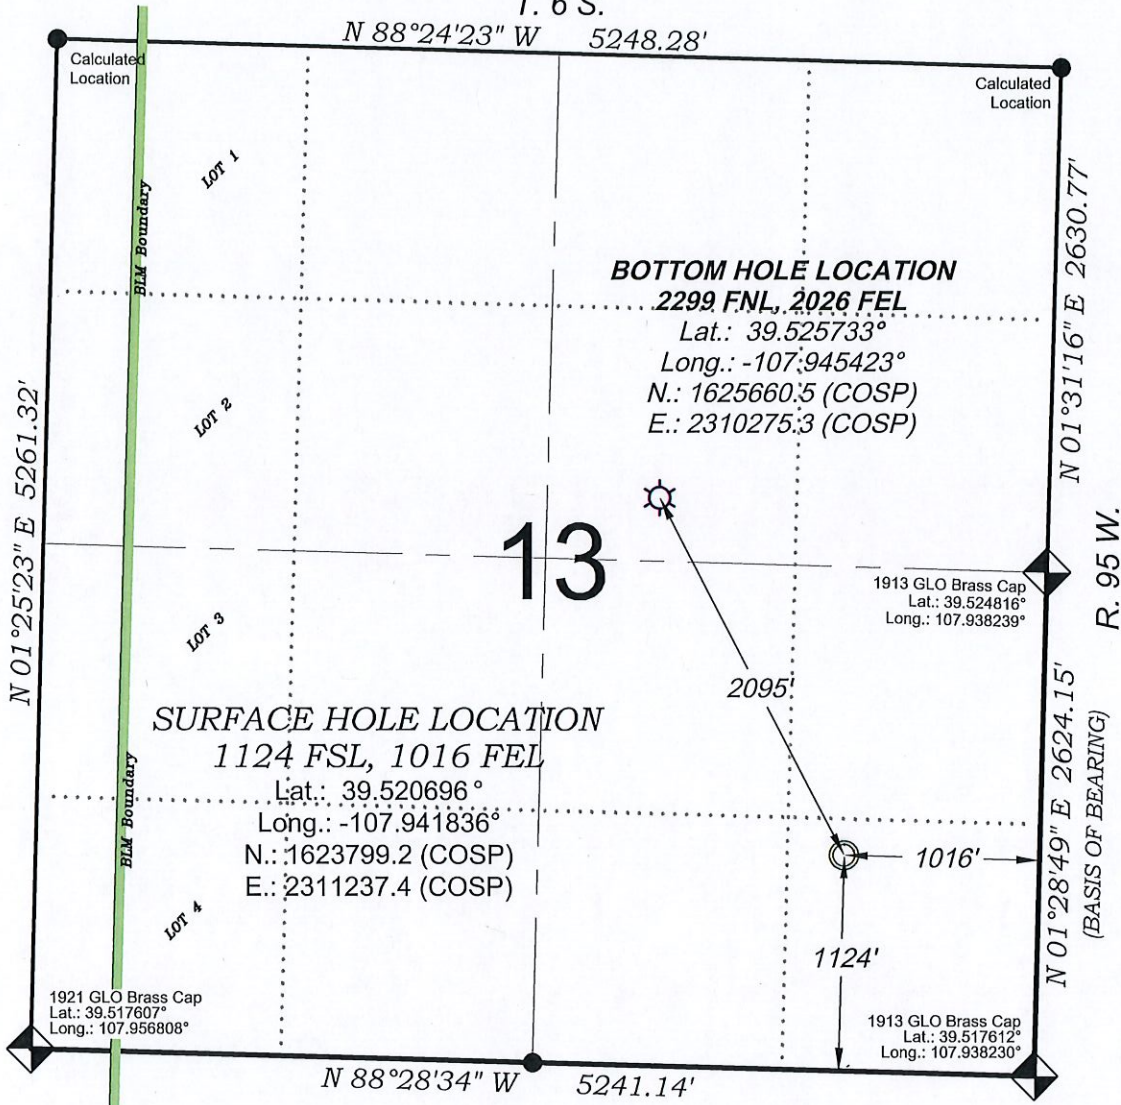 T. 6 S.
N 88°24'23" W 5248.28'
Calculated
Location
Calculated
Location
LOT 1
BLM Boundary
N 01°31'16" E 2630.77'
BOTTOM HOLE LOCATION
2299 FNL, 2026 FEL
Lat.: 39.525733°
Long.: -107.945423°
N.: 1625660.5 (COSP)
E.: 2310275.3 (COSP)
LOT 2
N 01°25'23" E 5261.32'
13
R. 95 W.
1913 GLO Brass Cap
Lat.: 39.524816°
Long.: 107.938239°
LOT 3
2095'
SURFACE HOLE LOCATION
1124 FSL, 1016 FEL
Lat.: 39.520696°
Long.: -107.941836°
N.: 1623799.2 (COSP)
E.: 2311237.4 (COSP)
BLM Boundary
N 01°28'49" E 2624.15'
(BASIS OF BEARING)
1016'
LOT 4
1124'
1921 GLO Brass Cap
Lat.: 39.517607°
Long.: 107.956808°
1913 GLO Brass Cap
Lat.: 39.517612°
Long.: 107.938230°
N 88°28'34" W 5241.14'